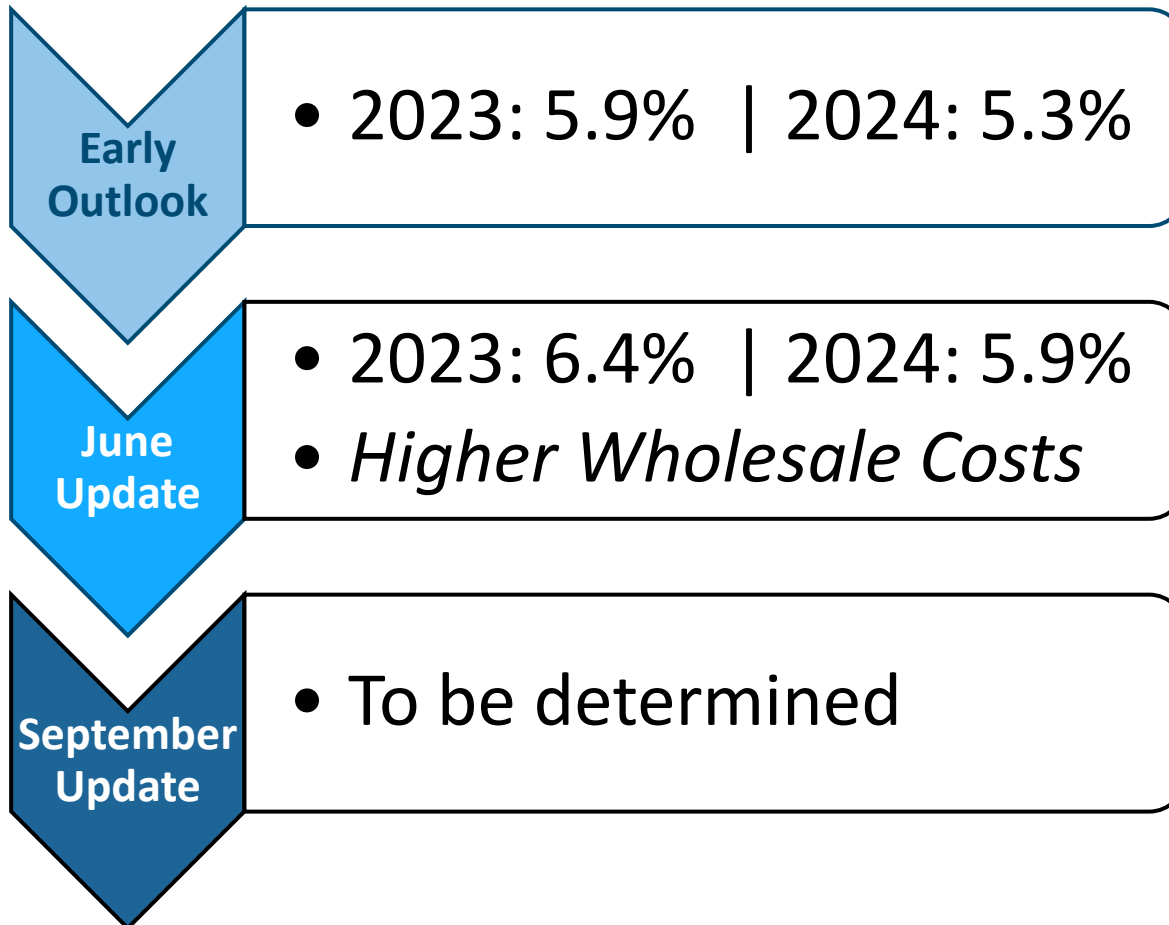 Early
Outlook
• 2023: 5.9% | 2024: 5.3%
June
Update
• 2023: 6.4% | 2024: 5.9%
• Higher Wholesale Costs
September
Update
• To be determined